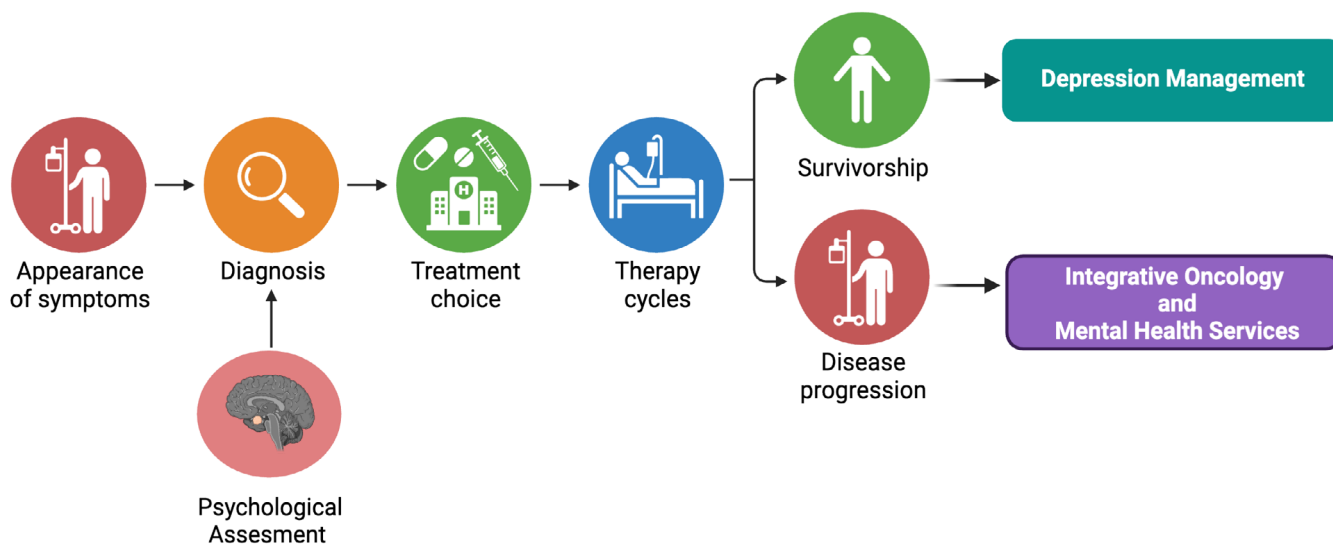 Depression Management
Survivorship
Appearance
of symptoms
Diagnosis
H
Treatment
choice
Therapy
cycles
Integrative Oncology
and
Mental Health Services
Disease
progression
Psychological
Assesment